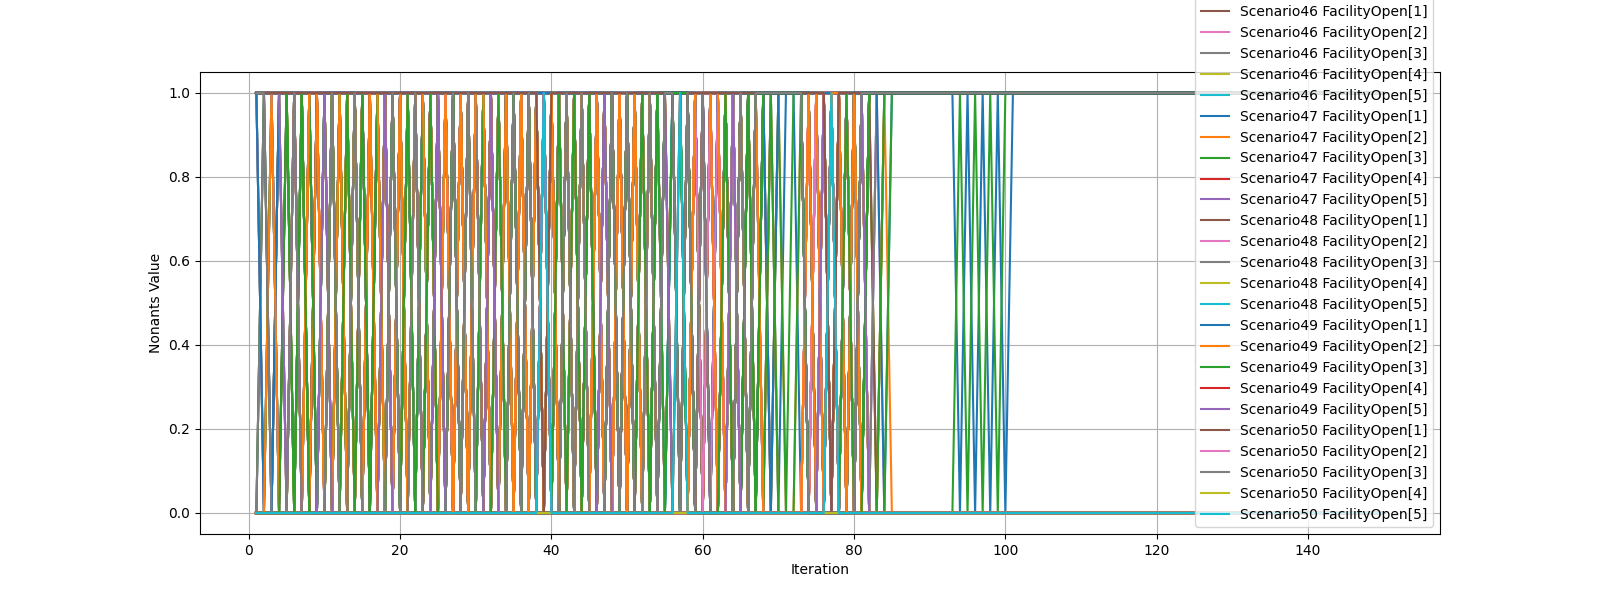 Scenario46 FacilityOpen[1]
Scenario46 FacilityOpen[2]
Scenario46 FacilityOpen[3]
Scenario46 FacilityOpen[4]
Scenario46 FacilityOpen[5]
Scenario47 FacilityOpen[1]
Scenario47 FacilityOpen[2]
Scenario47 FacilityOpen[3]
Scenario47 FacilityOpen[4]
Scenario47 FacilityOpen[5]
Scenario48 FacilityOpen[1]
Scenario48 FacilityOpen[2]
Scenario48 FacilityOpen[3]
Scenario48 FacilityOpen[4]
Scenario48 FacilityOpen[5]
Scenario49 FacilityOpen[1]
Scenario49 FacilityOpen[2]
Scenario49 FacilityOpen[3]
Scenario49 FacilityOpen[4]
Scenario49 FacilityOpen[5]
Scenario50 FacilityOpen[1]
Scenario50 FacilityOpen[2]
Scenario50 FacilityOpen[3]
Scenario50 FacilityOpen[4]
Scenario50 FacilityOpen[5]
1.0
0.8
0.6
0.4
0.2
0.0
Nonants Value
0 20 40 60 80 100 120 140
Iteration